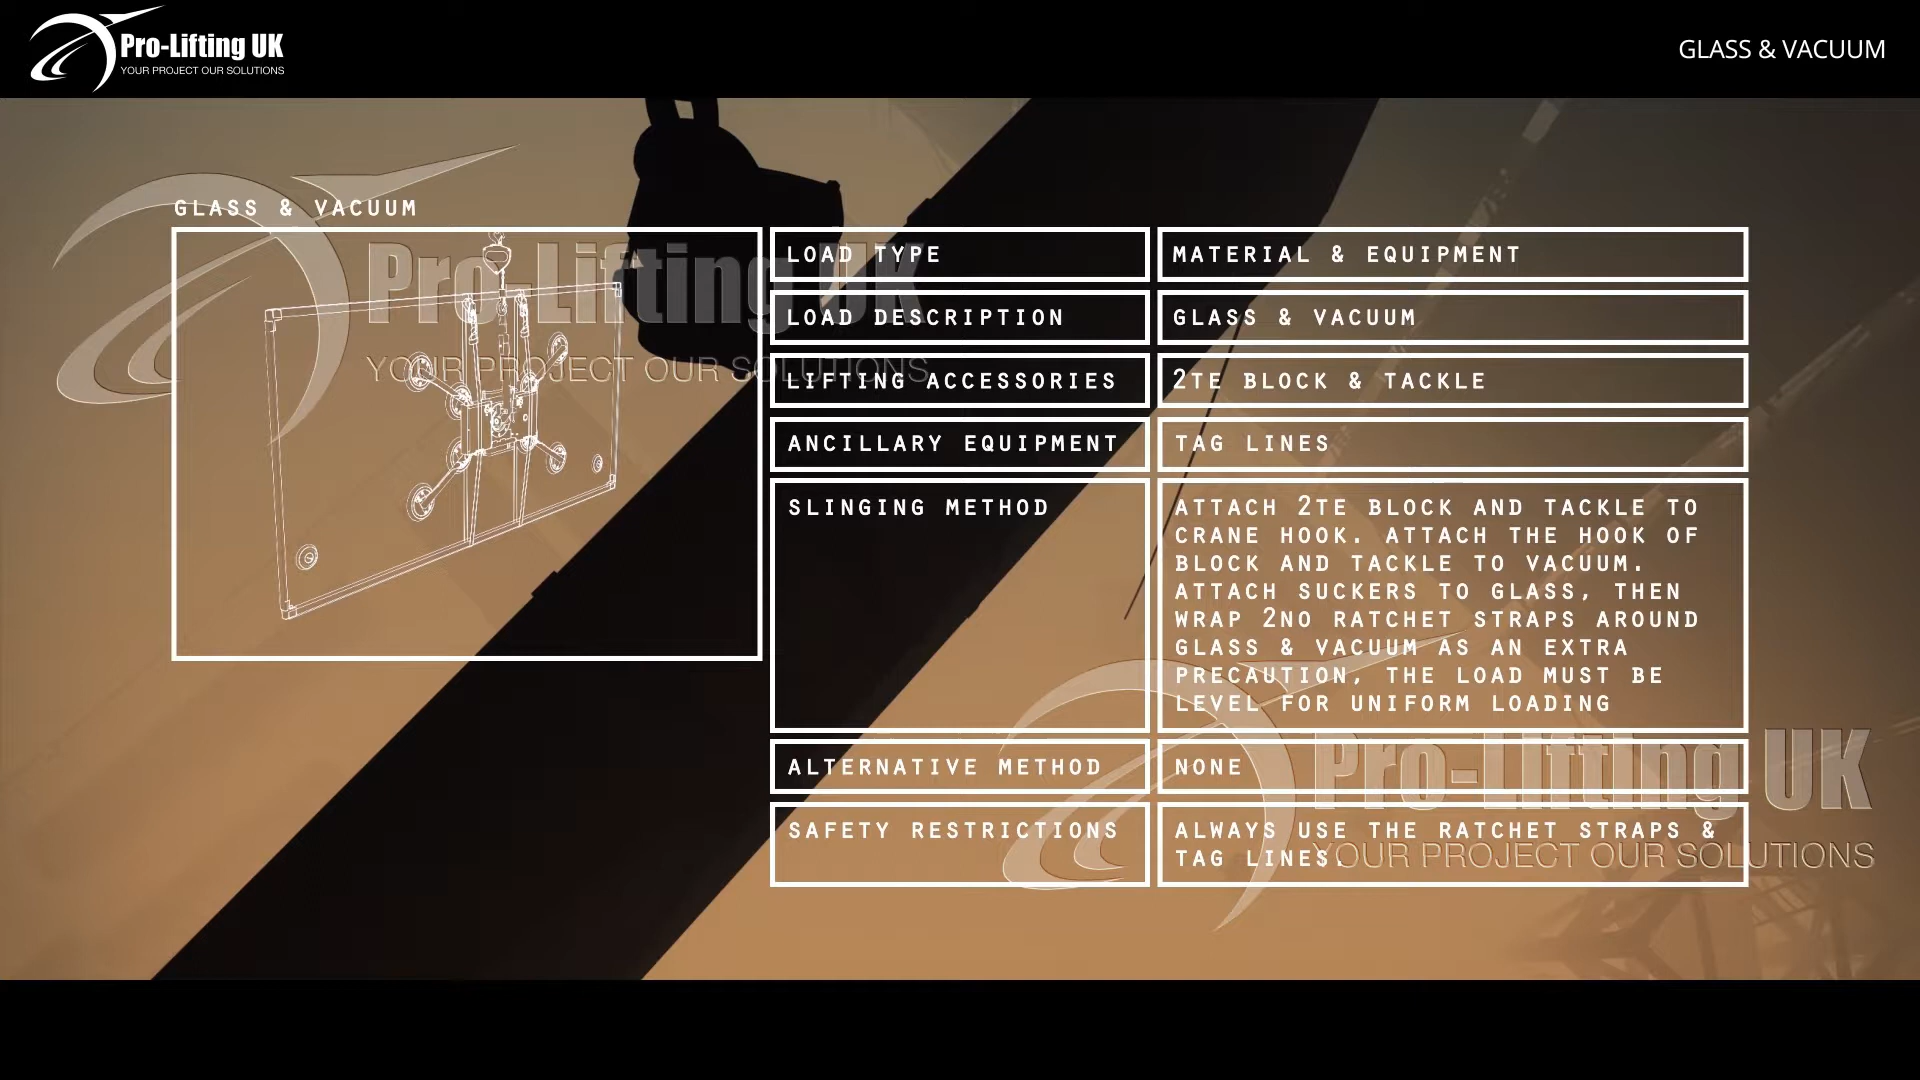 Pro-Lifting UK
YOUR PROJECT OUR SOLUTIONS
GLASS & VACUUM
GLASS & VACUUM
Pro-Lifting UK
YOUR PROJECT OUR SOLUTIONS
LOAD TYPE
MATERIAL & EQUIPMENT
LOAD DESCRIPTION
GLASS & VACUUM
LIFTING ACCESSORIES
2TE BLOCK & TACKLE
ANCILLARY EQUIPMENT
TAG LINES
SLINGING METHOD
ATTACH 2TE BLOCK AND TACKLE TO
CRANE HOOK. ATTACH THE HOOK OF
BLOCK AND TACKLE TO VACUUM.
ATTACH SUCKERS TO GLASS, THEN
WRAP 2NO RATCHET STRAPS AROUND
GLASS & VACUUM AS AN EXTRA
PRECAUTION, THE LOAD MUST BE
LEVEL FOR UNIFORM LOADING
ALTERNATIVE METHOD
NONE
SAFETY RESTRICTIONS
ALWAYS USE THE RATCHET STRAPS &
TAG LINES.
Pro-Lifting UK
YOUR PROJECT OUR SOLUTIONS